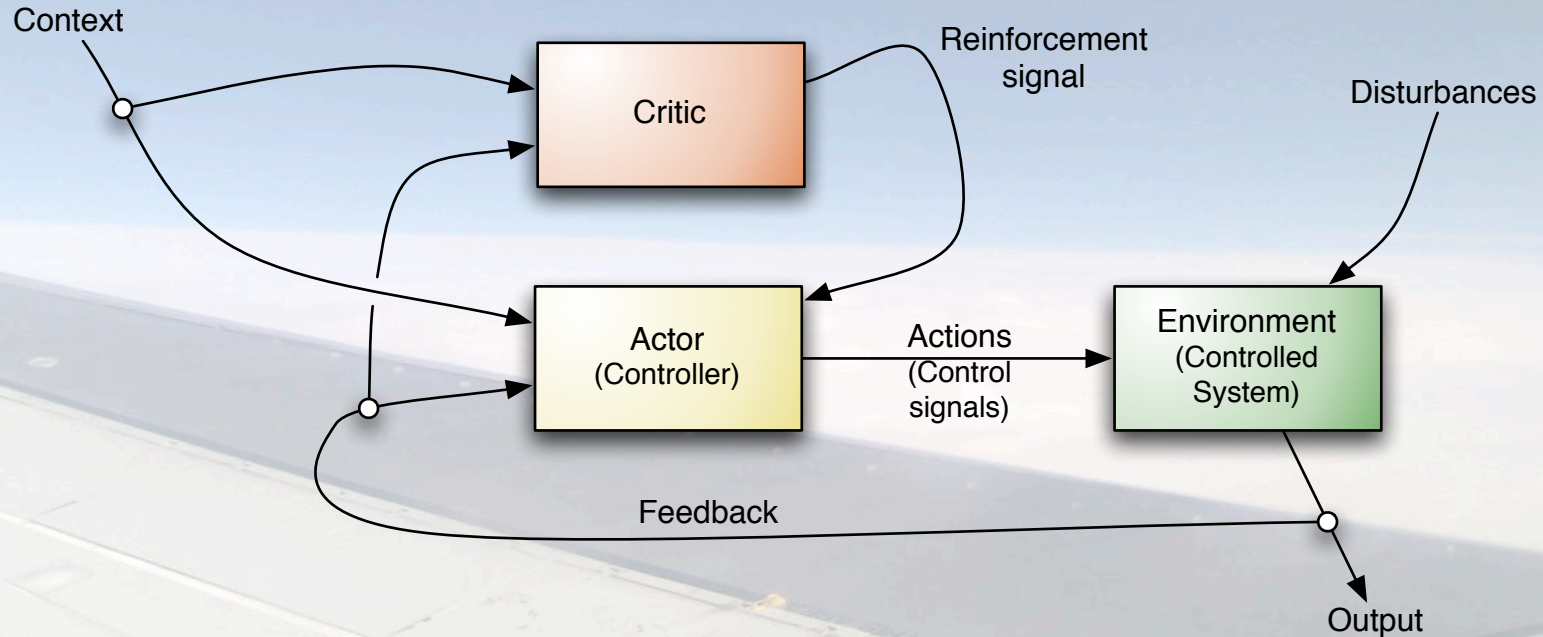 Context
Critic
Reinforcement
signal
Disturbances
Actor
(Controller)
Actions
(Control
signals)
Environment
(Controlled
System)
Feedback
Output